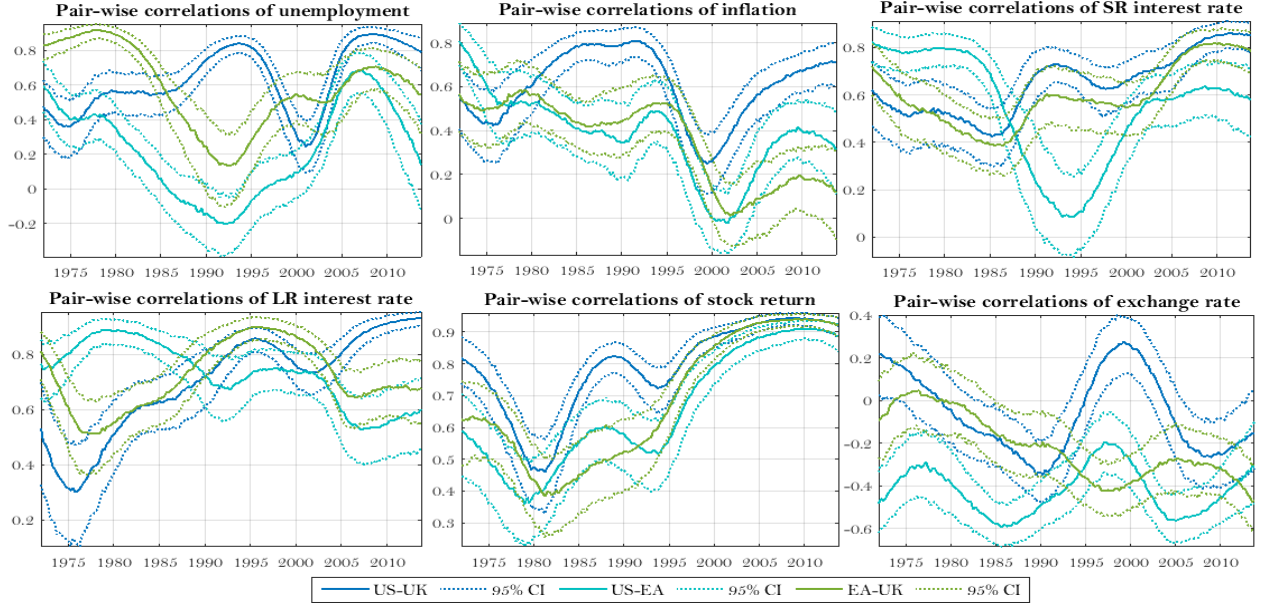 Pair-wise correlations of unemployment
0.8
0.6
0.4
0.2
0
-0.2
1975 1980 1985 1990 1995 2000 2005 2010
Pair-wise correlations of inflation
0.8
0.6
0.4
0.2
0
1975 1980 1985 1990 1995 2000 2005 2010
Pair-wise correlations of SR interest rate
0.8
0.6
0.4
0.2
0
1975 1980 1985 1990 1995 2000 2005 2010
Pair-wise correlations of LR interest rate
0.8
0.6
0.4
0.2
1975 1980 1985 1990 1995 2000 2005 2010
Pair-wise correlations of stock return
0.9
0.8
0.7
0.6
0.5
0.4
0.3
1975 1980 1985 1990 1995 2000 2005 2010
Pair-wise correlations of exchange rate
0.4
0.2
0
-0.2
-0.4
-0.6
1975 1980 1985 1990 1995 2000 2005 2010
US-UK 95% CI US-EA 95% CI EA-UK 95% CI